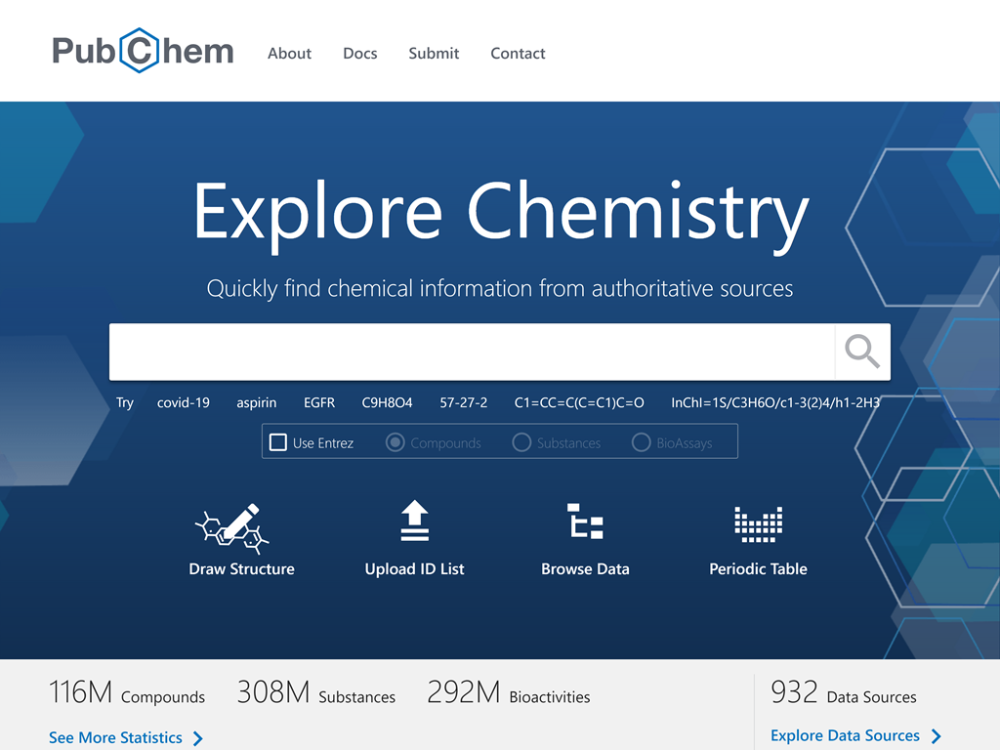 PubChem About Docs Submit Contact
Explore Chemistry
Quickly find chemical information from authoritative sources
Try covid-19 aspirin EGFR C9H8O4 57-27-2 C1=CC=C(C=C1)C=O InChI=1S/C3H6O/c1-3(2)4/h1-2H3
Use Entrez Compounds Substances BioAssays
Draw Structure Upload ID List Browse Data Periodic Table
116M Compounds 308M Substances 292M Bioactivities 932 Data Sources
See More Statistics Explore Data Sources